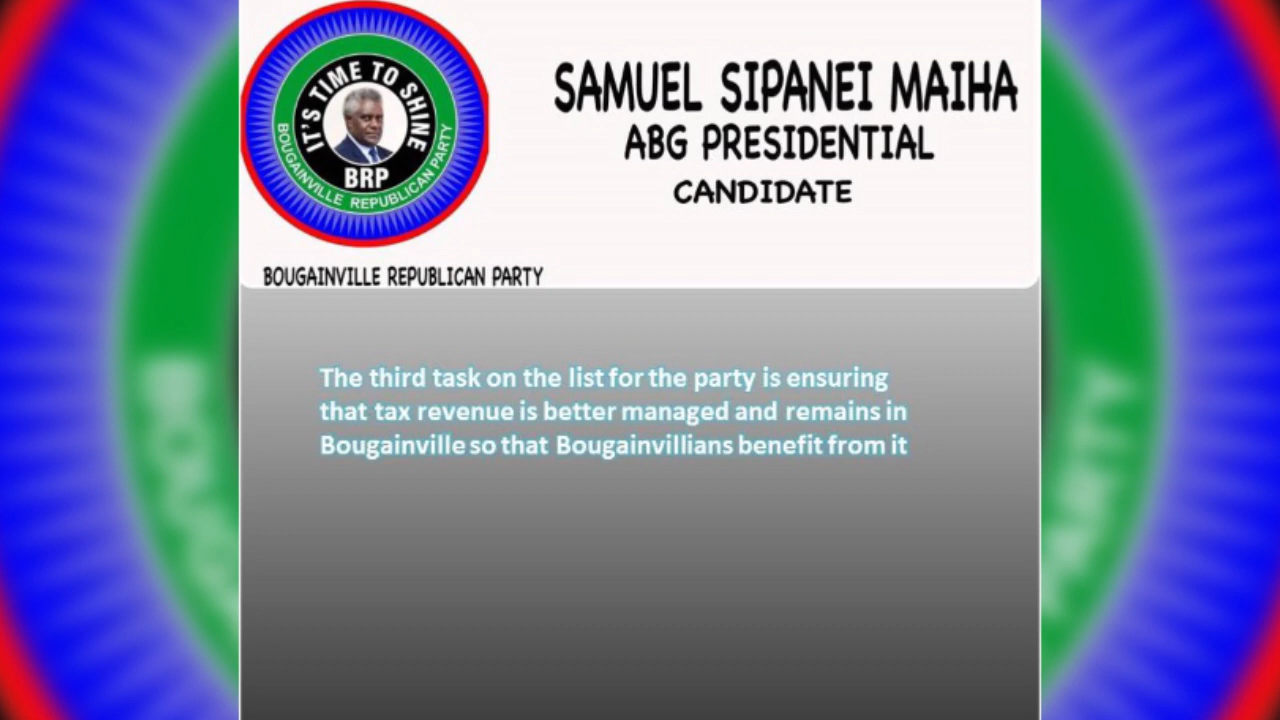 IT'S TIME TO SHINE
BRP
BOUGAINVILLE REPUBLICAN PARTY
SAMUEL SIPANEI MAIHA
ABG PRESIDENTIAL
CANDIDATE
BOUGAINVILLE REPUBLICAN PARTY
The third task on the list for the party is ensuring
that tax revenue is better managed and remains in
Bougainville so that Bougainvillians benefit from it